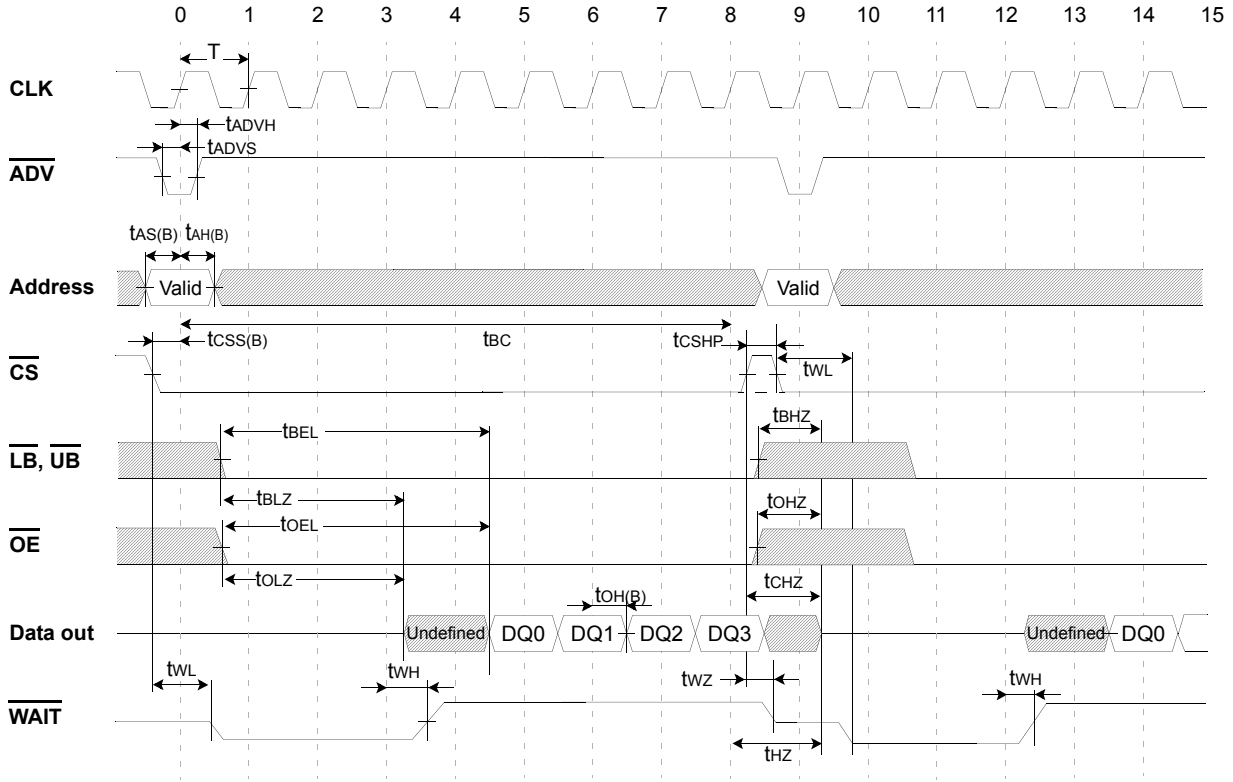 0 1 2 3 4 5 6 7 8 9 10 11 12 13 14 15
T
CLK
tADVH
tADVS
ADV
tAS(B) tAH(B)
Address Valid Valid
tCSS(B) tBC tCSHP
CS tWL
tBEL tBHZ
LB, UB
tBLZ
tOEL tOHZ
OE
tOLZ tCHZ
tOH(B)
Data out Undefined DQ0 DQ1 DQ2 DQ3 Undefined DQ0
tWL tWH tWZ tWH
WAIT
tHZ